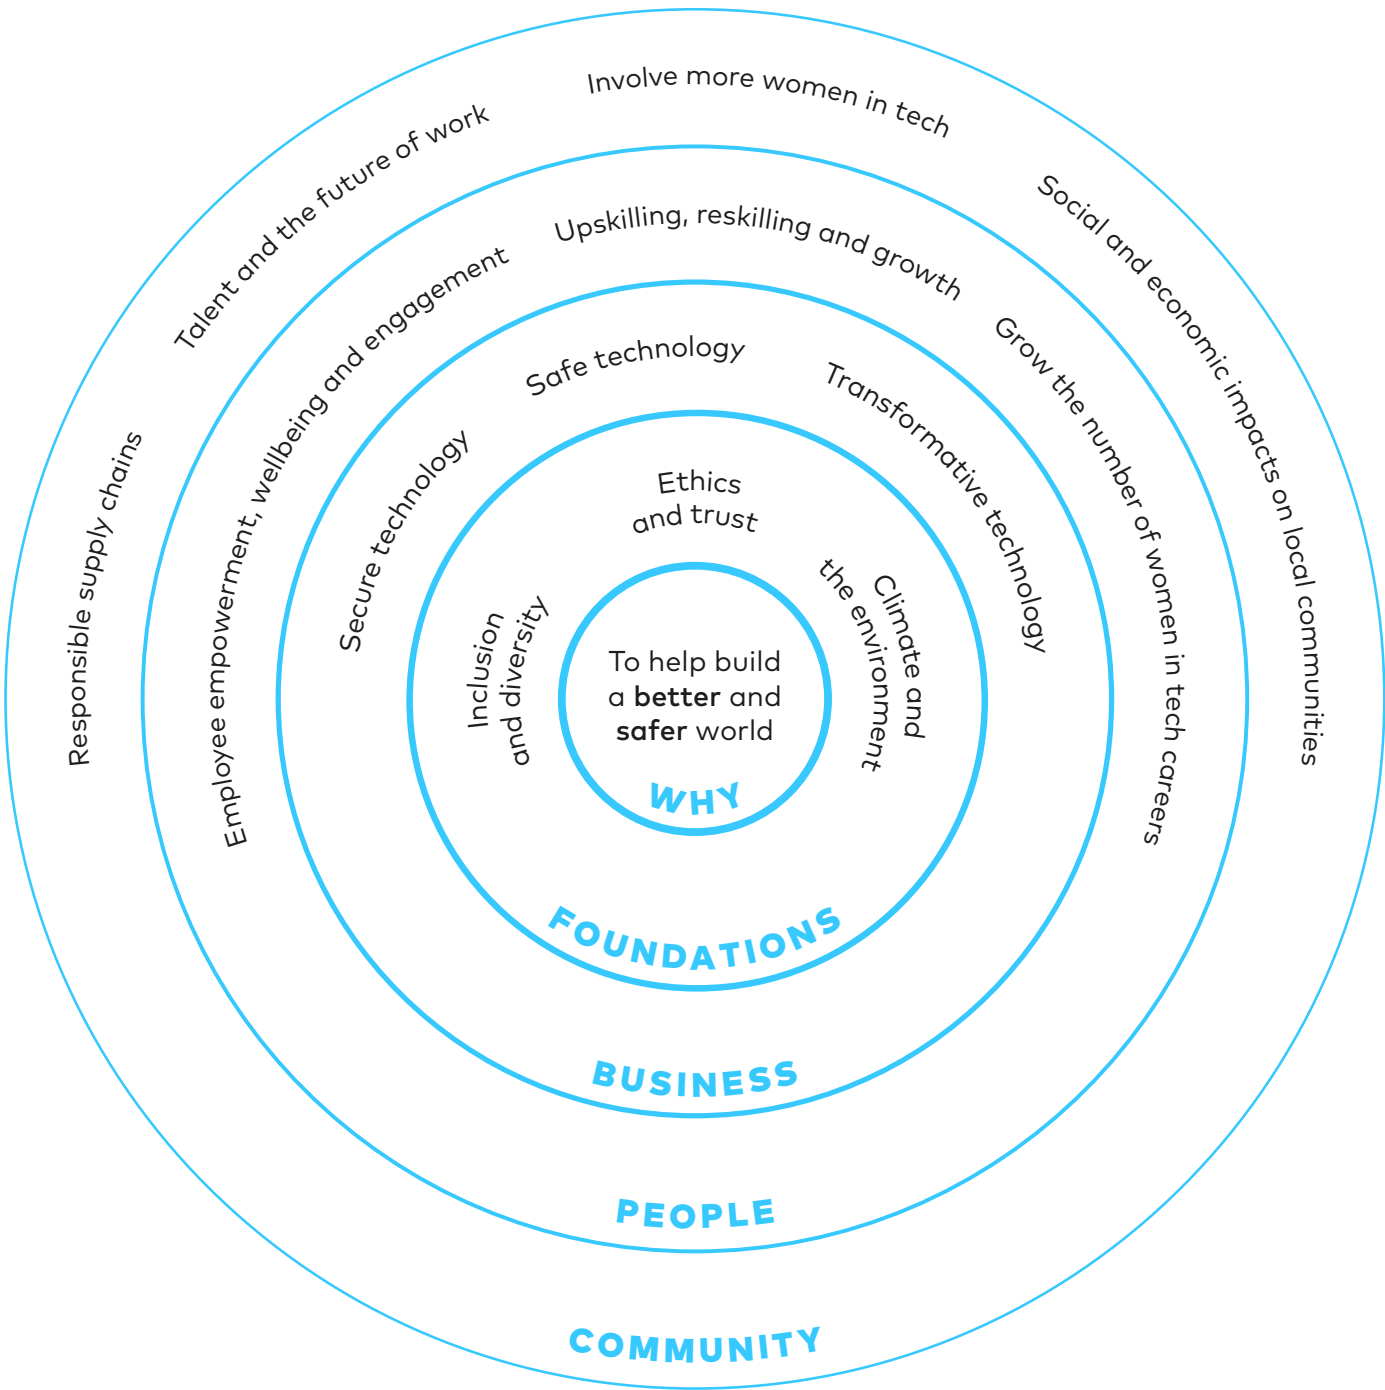 Involve more women in tech
Talent and the future of work
Social and economic impacts on local communities
Responsible supply chains
Upskilling, reskilling and growth
Employee empowerment, wellbeing and engagement
Grow the number of women in tech careers
Safe technology
Secure technology
Transformative technology
Ethics
and trust
Inclusion
and diversity
Climate and
the environment
To help build
a better and
safer world
WHY
FOUNDATIONS
BUSINESS
PEOPLE
COMMUNITY